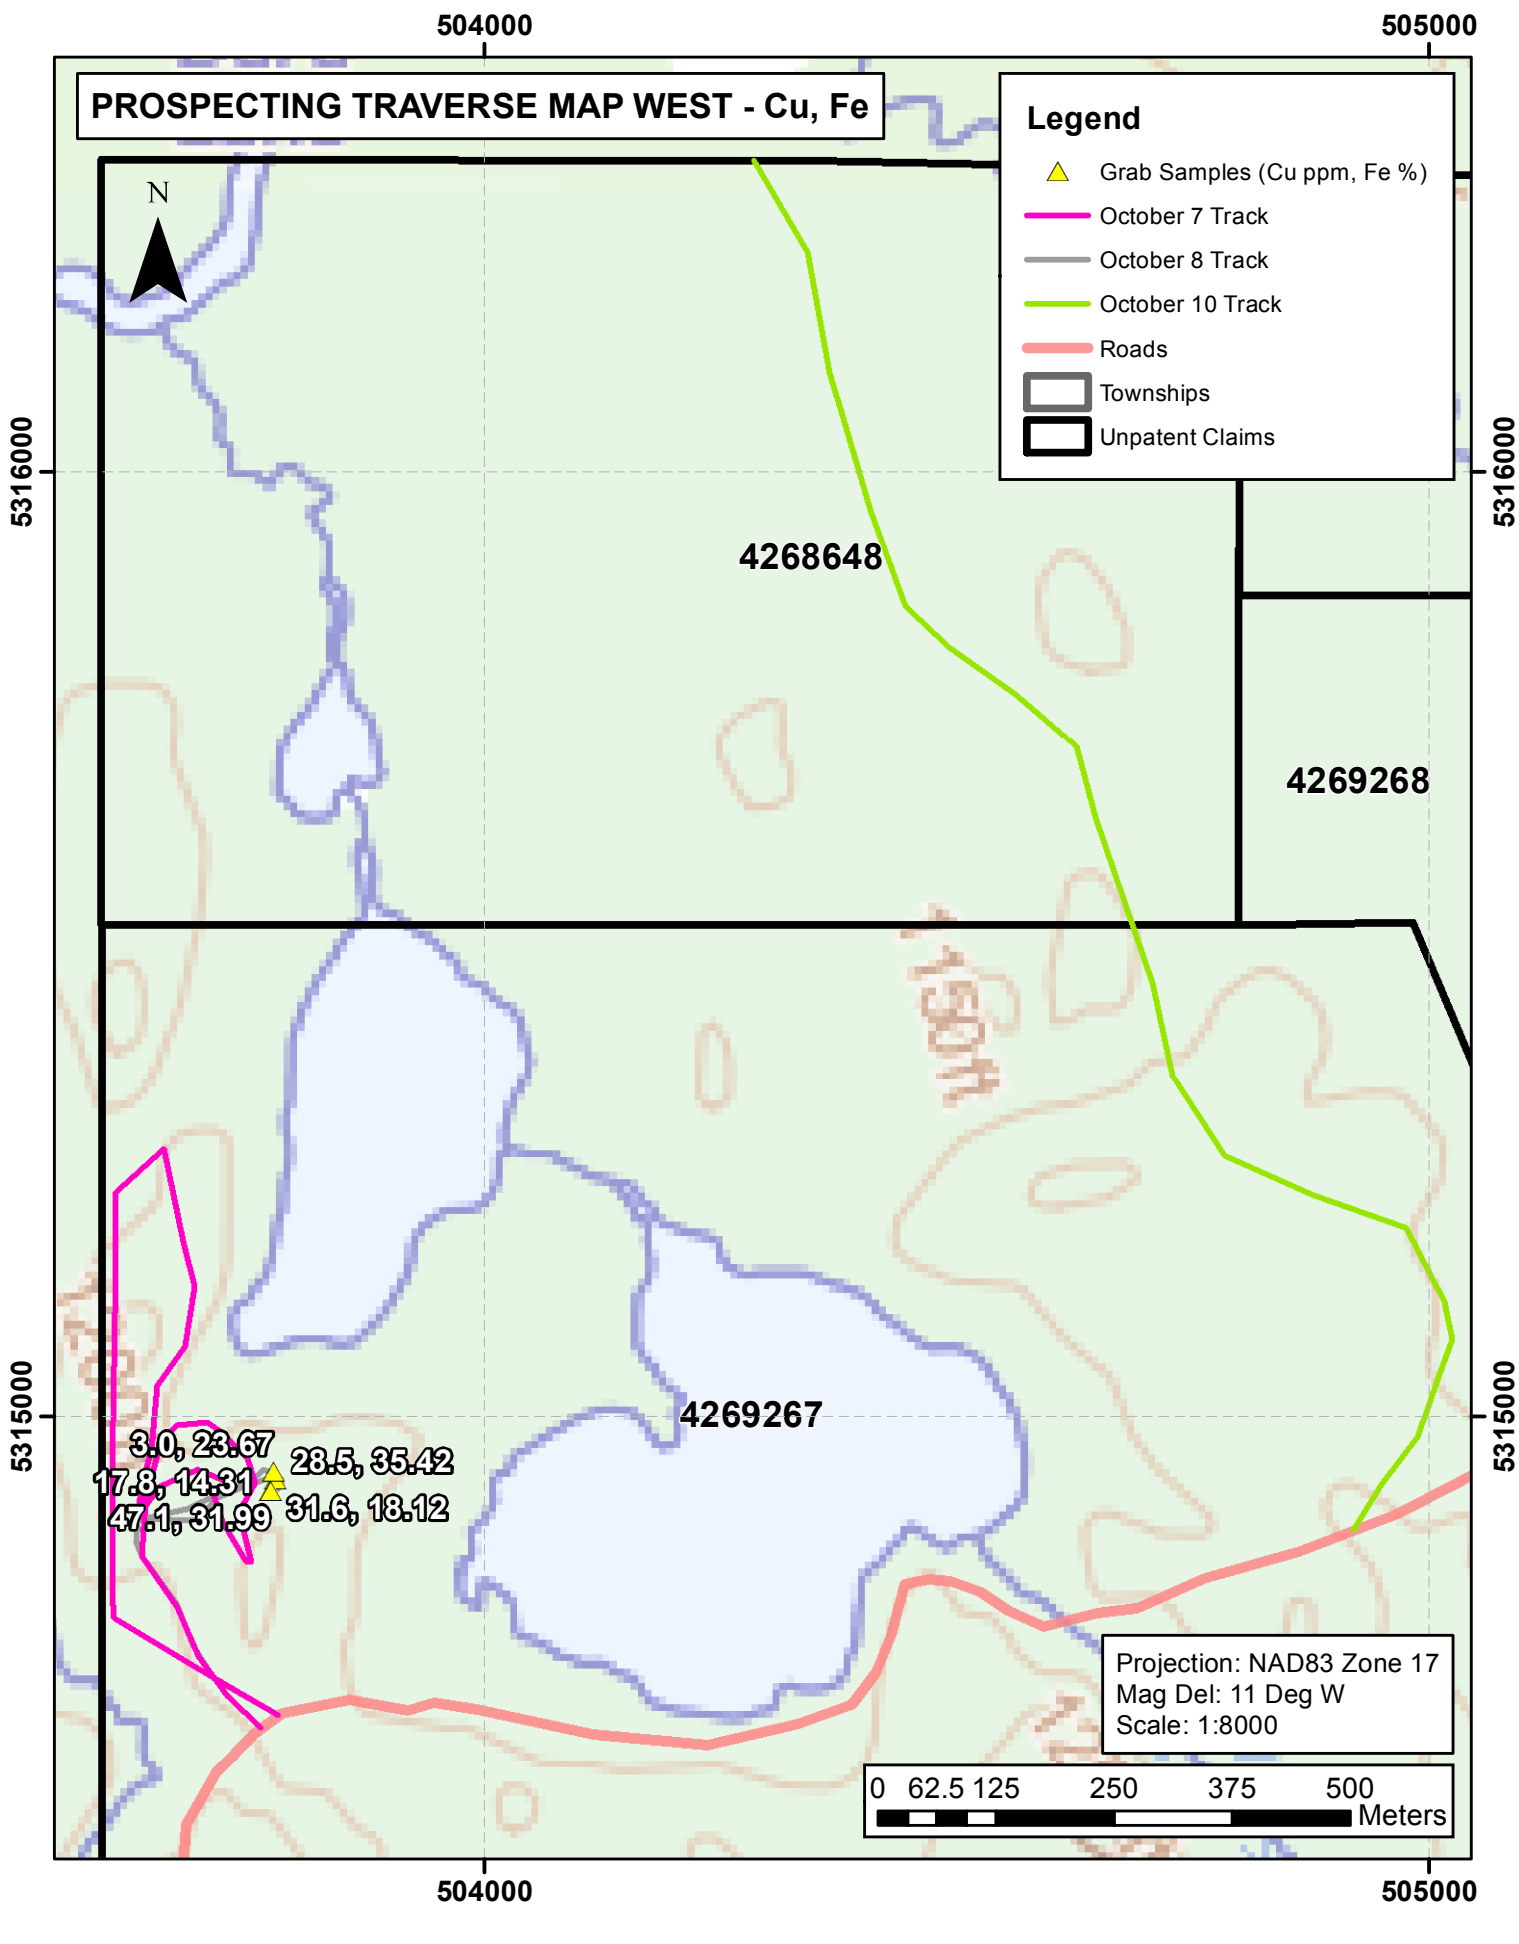 504000
505000
PROSPECTING TRAVERSE MAP WEST - Cu, Fe
Legend
Grab Samples (Cu ppm, Fe %)
October 7 Track
October 8 Track
October 10 Track
Roads
Townships
Unpatent Claims
N
5316000
5316000
4268648
4269268
1150ft
5315000
5315000
4269267
3.0, 23.67
28.5, 35.42
17.8, 14.31
31.6, 18.12
47.1, 31.99
Projection: NAD83 Zone 17
Mag Del: 11 Deg W
Scale: 1:8000
0 62.5 125 250 375 500
Meters
504000
505000